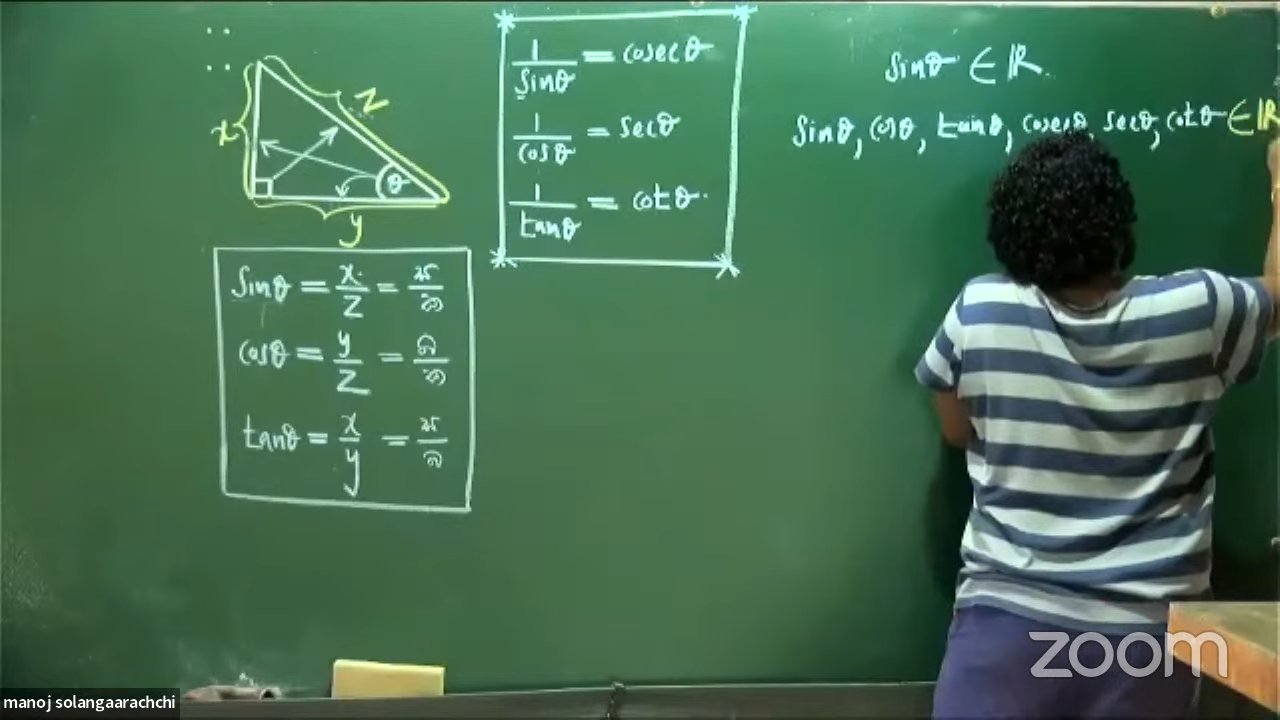 x
z
θ
y
sinθ = x/z = සැ/ක
cosθ = y/z = බ/ක
tanθ = x/y = සැ/බ
1/sinθ = cosecθ
1/cosθ = secθ
1/tanθ = cotθ
sinθ ∈ ℝ.
sinθ, cosθ, tanθ, cosecθ, secθ, cotθ ∈ ℝ
zoom
manoj solangaarachchi